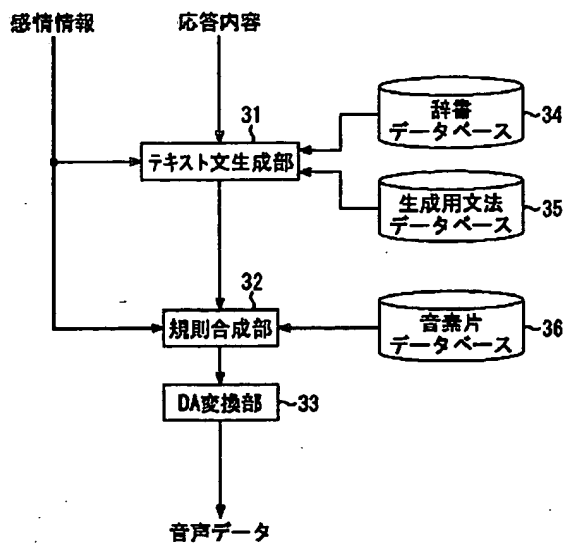 感情情報
応答内容
31
テキスト文生成部
辞書
データベース
34
生成用文法
データベース
35
32
規則合成部
音素片
データベース
36
DA変換部
33
音声データ